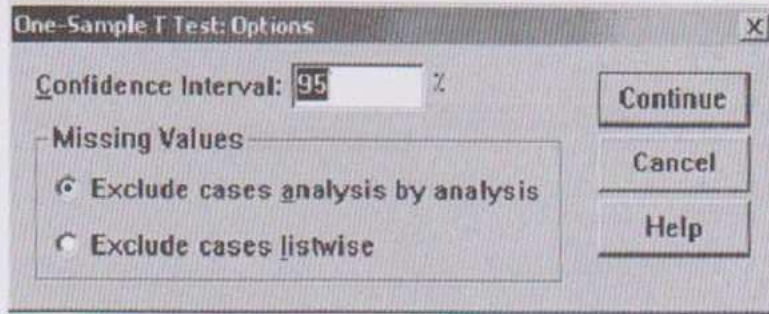 One-Sample T Test: Options
Confidence Interval: 95 %
Continue
Missing Values
Exclude cases analysis by analysis
Cancel
Exclude cases listwise
Help